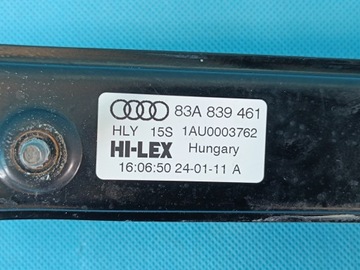 83A 839 461
HLY 15S 1AU0003762
HI-LEX Hungary
16:06:50 24-01-11 A